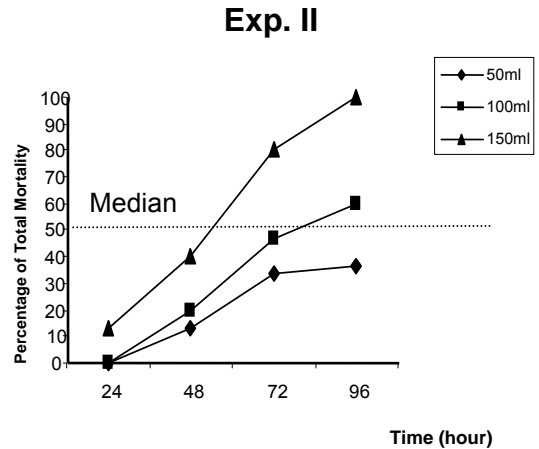 Exp. II
50ml
100ml
150ml
Percentage of Total Mortality
100
90
80
70
60
50
40
30
20
10
0
Median
24 48 72 96
Time (hour)